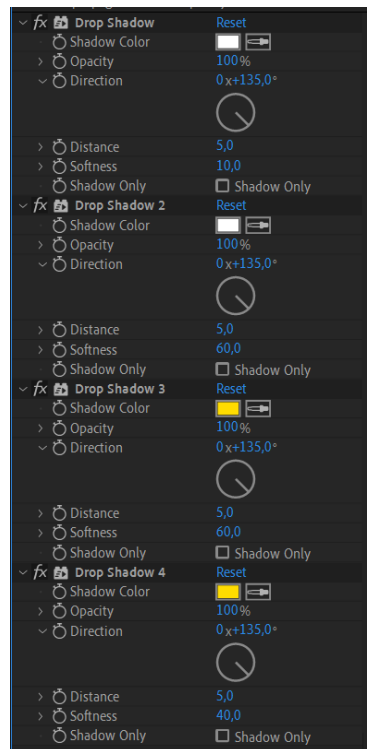 fx Drop Shadow Reset
Shadow Color
Opacity 100%
Direction 0x+135,0°
Distance 5,0
Softness 10,0
Shadow Only Shadow Only
fx Drop Shadow 2 Reset
Shadow Color
Opacity 100%
Direction 0x+135,0°
Distance 5,0
Softness 60,0
Shadow Only Shadow Only
fx Drop Shadow 3 Reset
Shadow Color
Opacity 100%
Direction 0x+135,0°
Distance 5,0
Softness 60,0
Shadow Only Shadow Only
fx Drop Shadow 4 Reset
Shadow Color
Opacity 100%
Direction 0x+135,0°
Distance 5,0
Softness 40,0
Shadow Only Shadow Only